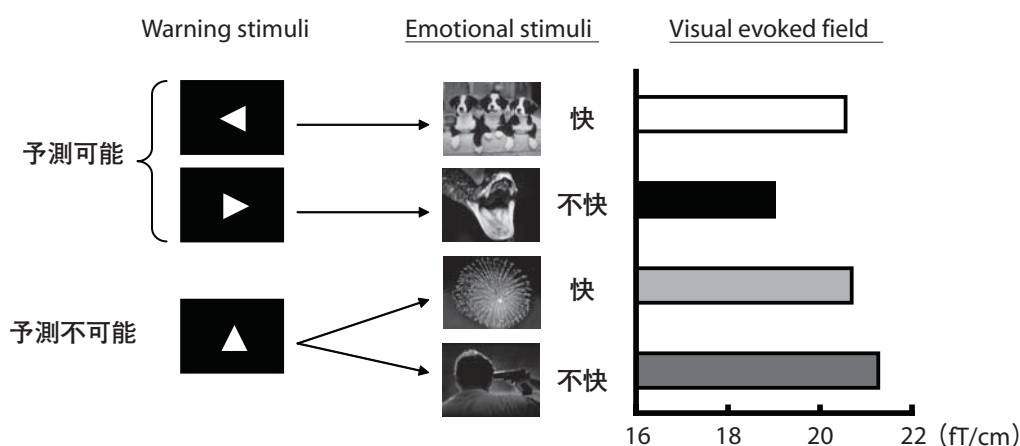 Warning stimuli
Emotional stimuli
Visual evoked field
予測可能
快
不快
予測不可能
快
不快
16
18
20
22
(fT/cm)